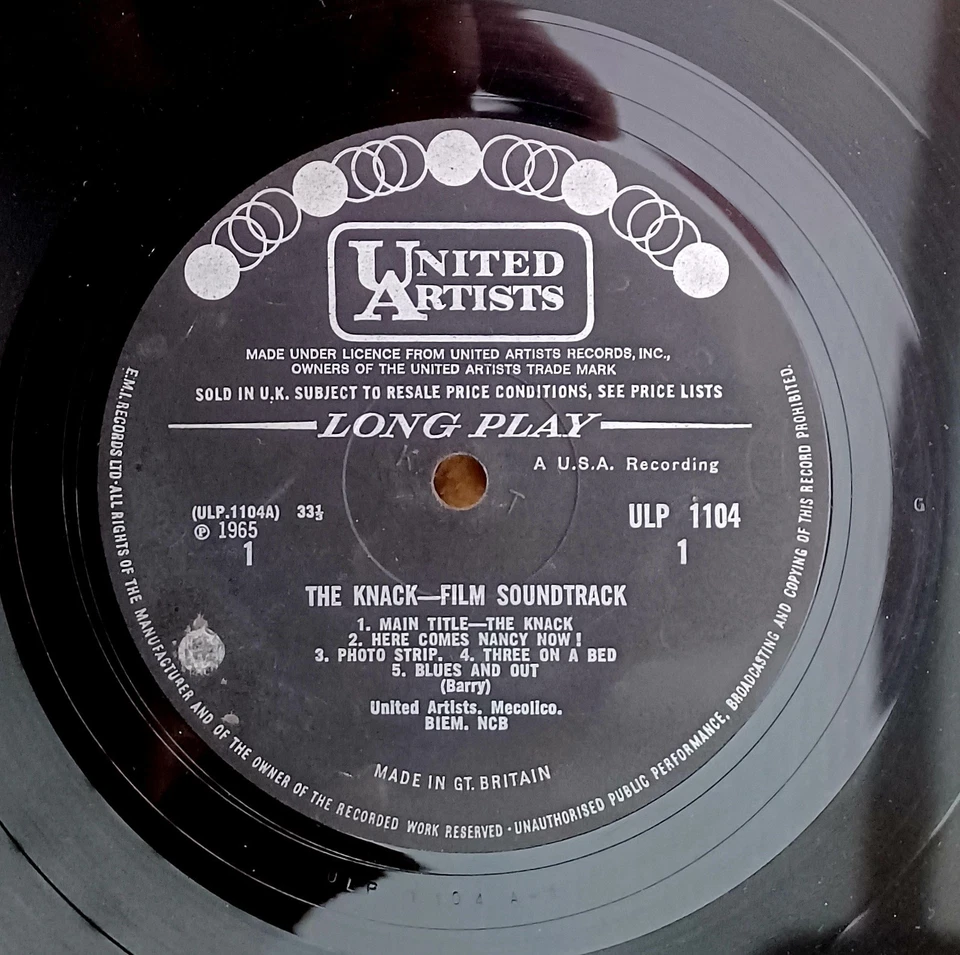 UNITED
ARTISTS
MADE UNDER LICENCE FROM UNITED ARTISTS RECORDS, INC.,
OWNERS OF THE UNITED ARTISTS TRADE MARK
SOLD IN U.K. SUBJECT TO RESALE PRICE CONDITIONS, SEE PRICE LISTS
LONG PLAY
A U.S.A. Recording
(ULP.1104A) 33⅓
℗ 1965
1
ULP 1104
1
THE KNACK—FILM SOUNDTRACK
1. MAIN TITLE—THE KNACK
2. HERE COMES NANCY NOW!
3. PHOTO STRIP. 4. THREE ON A BED
5. BLUES AND OUT
(Barry)
United Artists. Mecolico.
BIEM. NCB
MADE IN GT. BRITAIN
E.M.I. RECORDS LTD·ALL RIGHTS OF THE MANUFACTURER AND OF THE OWNER OF THE RECORDED WORK RESERVED·UNAUTHORISED PUBLIC PERFORMANCE, BROADCASTING AND COPYING OF THIS RECORD PROHIBITED.
K
T
G